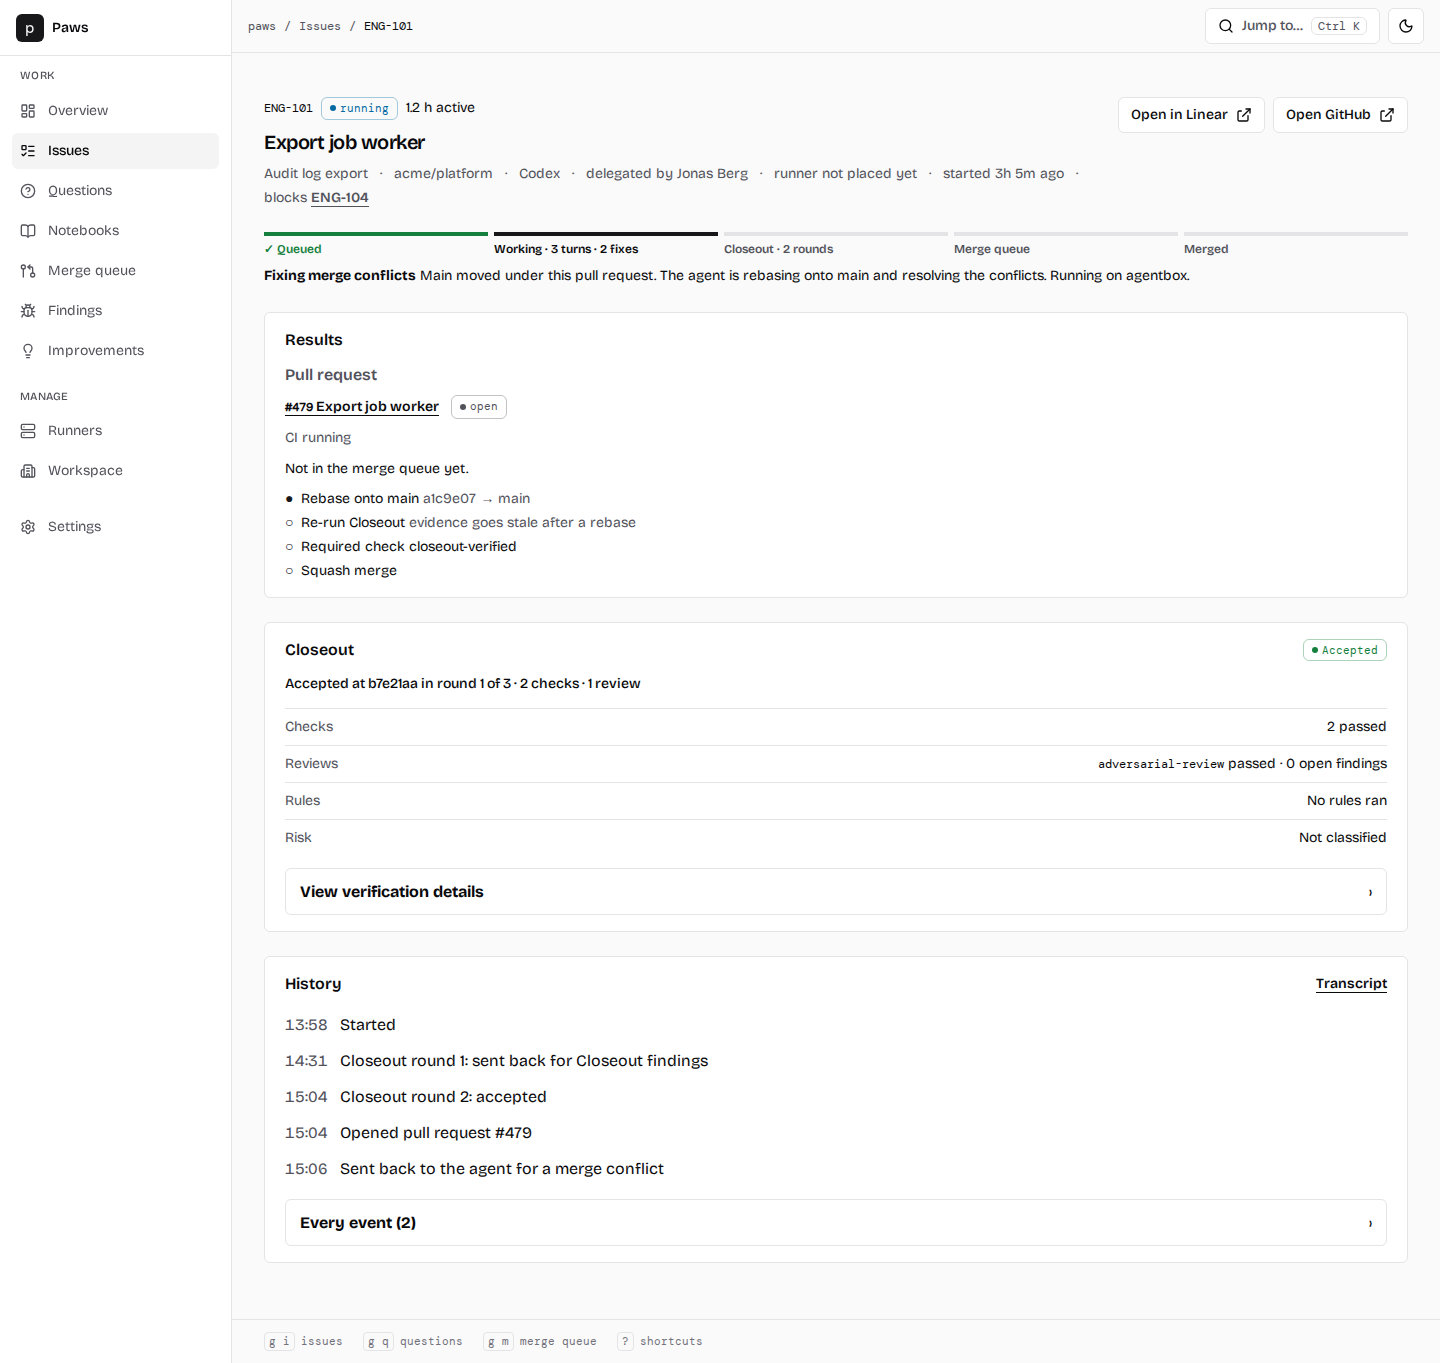 p Paws
WORK
Overview
Issues
Questions
Notebooks
Merge queue
Findings
Improvements
MANAGE
Runners
Workspace
Settings
paws / Issues / ENG-101
Jump to... Ctrl K
ENG-101 running 1.2 h active
Open in Linear
Open GitHub
Export job worker
Audit log export · acme/platform · Codex · delegated by Jonas Berg · runner not placed yet · started 3h 5m ago ·
blocks ENG-104
✓ Queued
Working · 3 turns · 2 fixes
Closeout · 2 rounds
Merge queue
Merged
Fixing merge conflicts Main moved under this pull request. The agent is rebasing onto main and resolving the conflicts. Running on agentbox.
Results
Pull request
#479 Export job worker open
CI running
Not in the merge queue yet.
● Rebase onto main a1c9e07 → main
○ Re-run Closeout evidence goes stale after a rebase
○ Required check closeout-verified
○ Squash merge
Closeout Accepted
Accepted at b7e21aa in round 1 of 3 · 2 checks · 1 review
Checks 2 passed
Reviews adversarial-review passed · 0 open findings
Rules No rules ran
Risk Not classified
View verification details ›
History Transcript
13:58 Started
14:31 Closeout round 1: sent back for Closeout findings
15:04 Closeout round 2: accepted
15:04 Opened pull request #479
15:06 Sent back to the agent for a merge conflict
Every event (2) ›
g i issues g q questions g m merge queue ? shortcuts